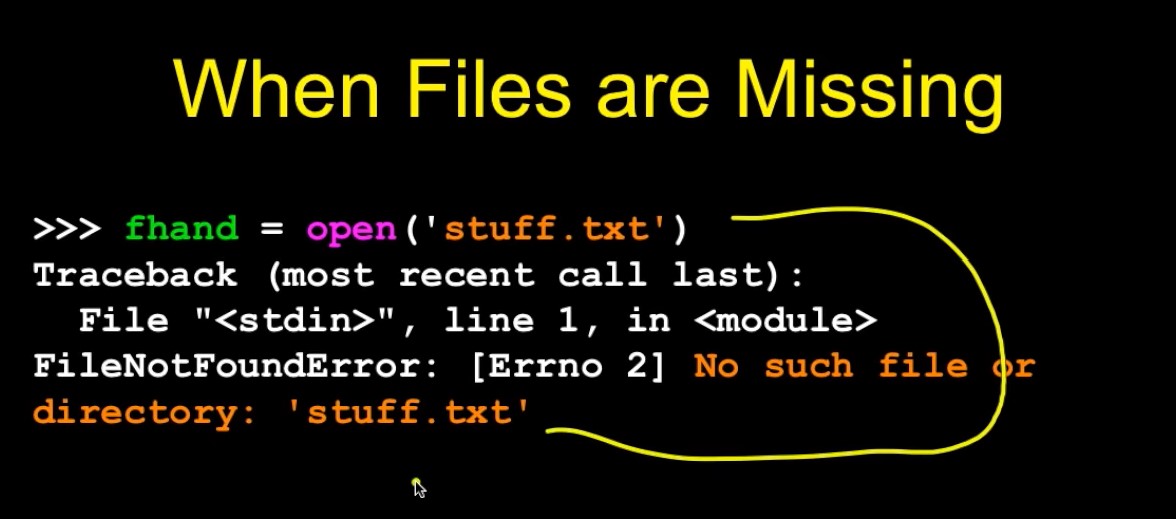 When Files are Missing
>>> fhand = open('stuff.txt')
Traceback (most recent call last):
  File "<stdin>", line 1, in <module>
FileNotFoundError: [Errno 2] No such file or
directory: 'stuff.txt'